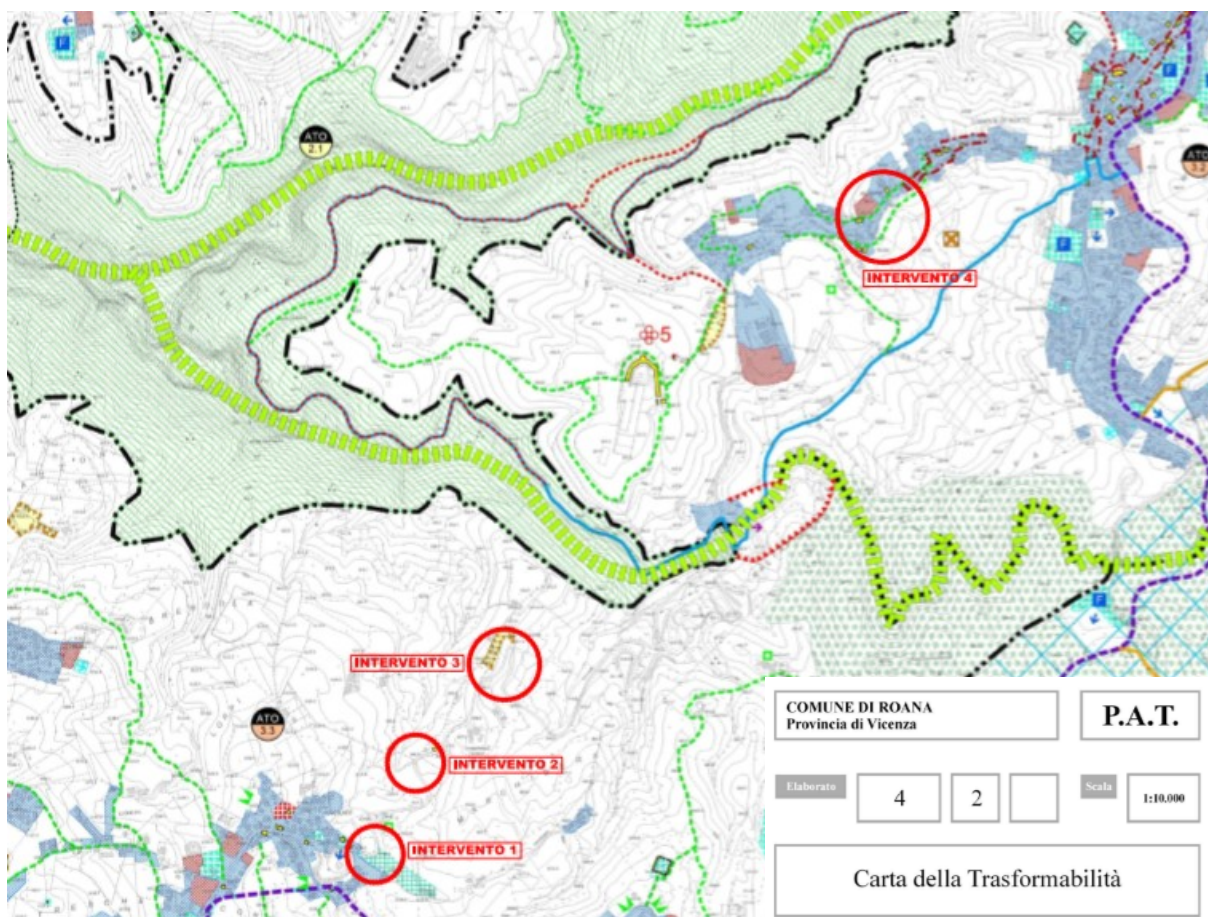 F
ATO
2.1
F
F
ATO
3.2
INTERVENTO 4
F
5
F
INTERVENTO 3
ATO
3.3
INTERVENTO 2
INTERVENTO 1
COMUNE DI ROANA
Provincia di Vicenza
P.A.T.
Elaborato
4
2
Scala
1:10.000
Carta della Trasformabilità